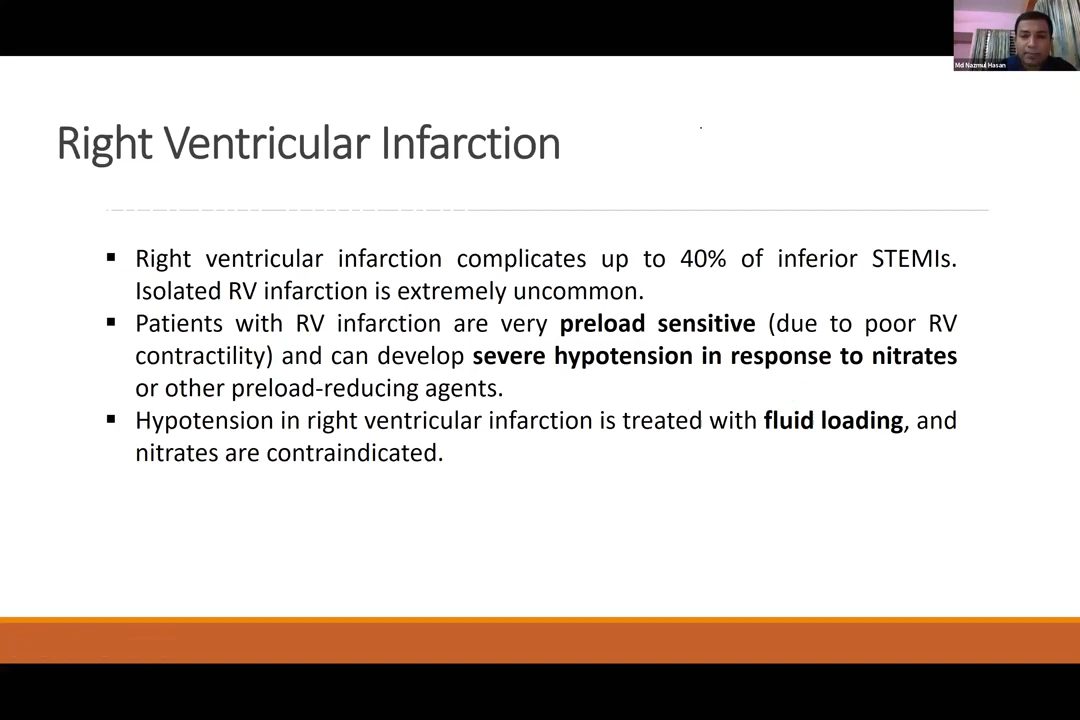 Md Nazmul Hasan
Right Ventricular Infarction
▪ Right ventricular infarction complicates up to 40% of inferior STEMIs.
Isolated RV infarction is extremely uncommon.
▪ Patients with RV infarction are very preload sensitive (due to poor RV
contractility) and can develop severe hypotension in response to nitrates
or other preload-reducing agents.
▪ Hypotension in right ventricular infarction is treated with fluid loading, and
nitrates are contraindicated.